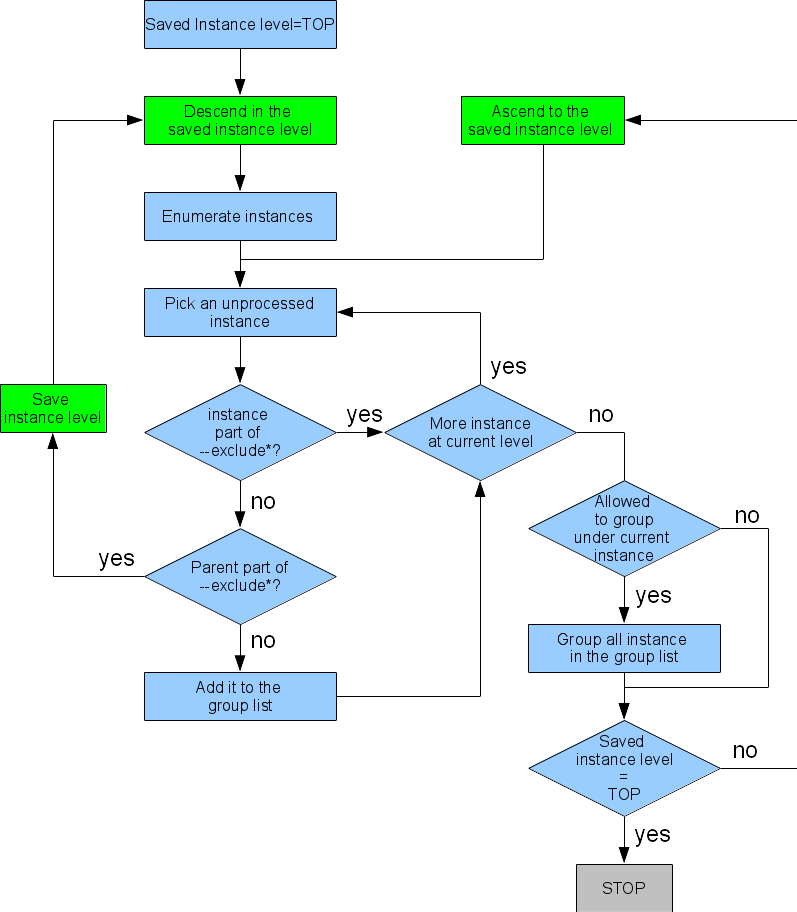 Saved Instance level=TOP
Descend in the
saved instance level
Ascend to the
saved instance level
Enumerate instances
Pick an unprocessed
instance
yes
Save
instance level
instance
part of
--exclude*?
yes
More instance
at current level
no
no
Allowed
to group
under current
instance
no
yes
Parent part of
--exclude*?
yes
no
Group all instance
in the group list
Add it to the
group list
Saved
instance level
=
TOP
no
yes
STOP